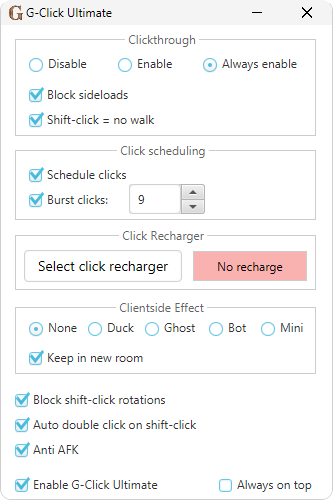 G-Click Ultimate
Clickthrough
Disable Enable Always enable
Block sideloads
Shift-click = no walk
Click scheduling
Schedule clicks
Burst clicks: 9
Click Recharger
Select click recharger No recharge
Clientside Effect
None Duck Ghost Bot Mini
Keep in new room
Block shift-click rotations
Auto double click on shift-click
Anti AFK
Enable G-Click Ultimate Always on top